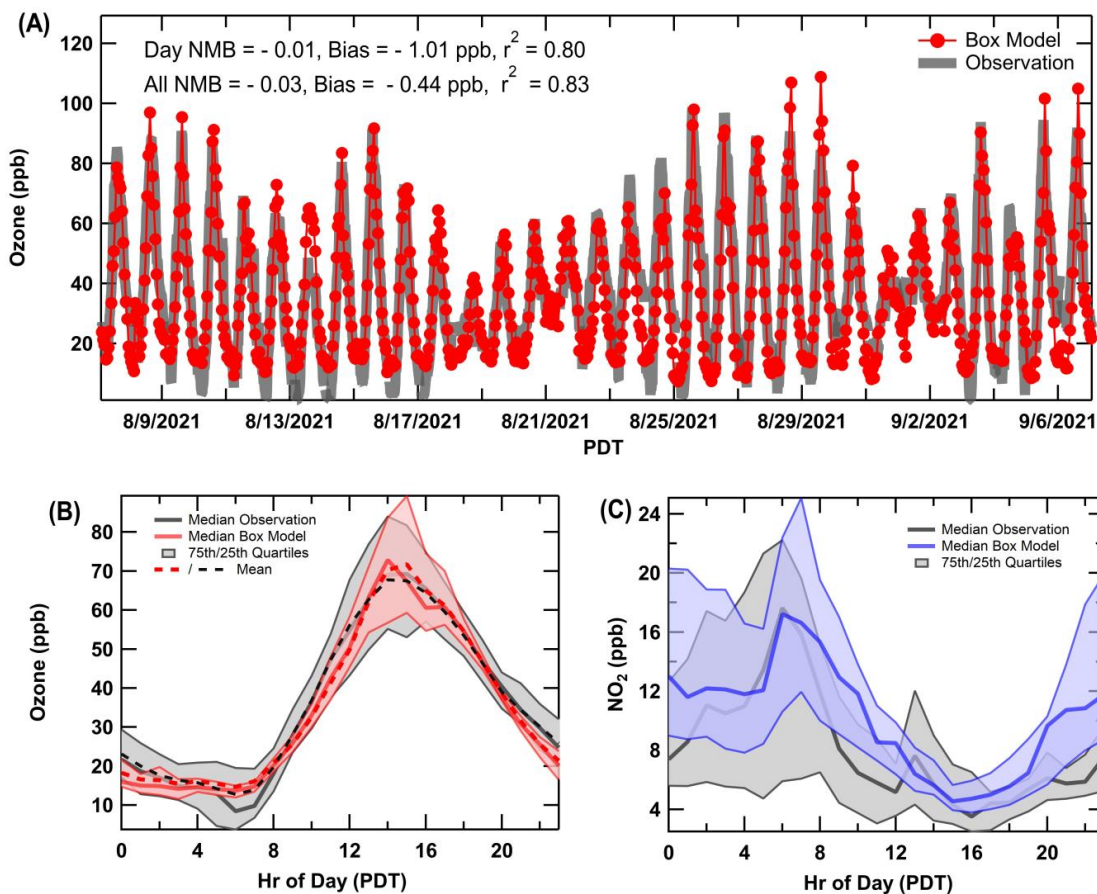 (A)
120
100
80
60
40
20
Ozone (ppb)
Day NMB = - 0.01, Bias = - 1.01 ppb, r² = 0.80
All NMB = - 0.03, Bias = - 0.44 ppb, r² = 0.83
Box Model
Observation
8/9/2021 8/13/2021 8/17/2021 8/21/2021 8/25/2021 8/29/2021 9/2/2021 9/6/2021
PDT
(B)
80
70
60
50
40
30
20
10
Ozone (ppb)
Median Observation
Median Box Model
75th/25th Quartiles
/ Mean
0 4 8 12 16 20
Hr of Day (PDT)
(C)
24
20
16
12
8
4
NO₂ (ppb)
Median Observation
Median Box Model
75th/25th Quartiles
0 4 8 12 16 20
Hr of Day (PDT)